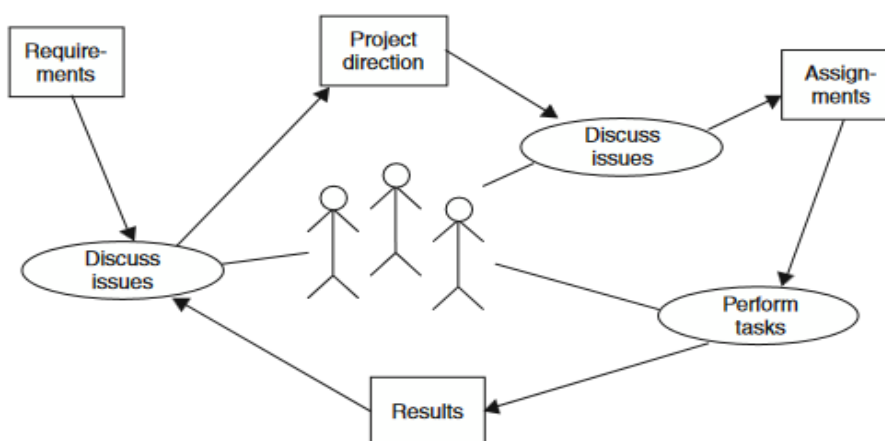 Require-
ments
Project
direction
Assign-
ments
Discuss
issues
Discuss
issues
Perform
tasks
Results